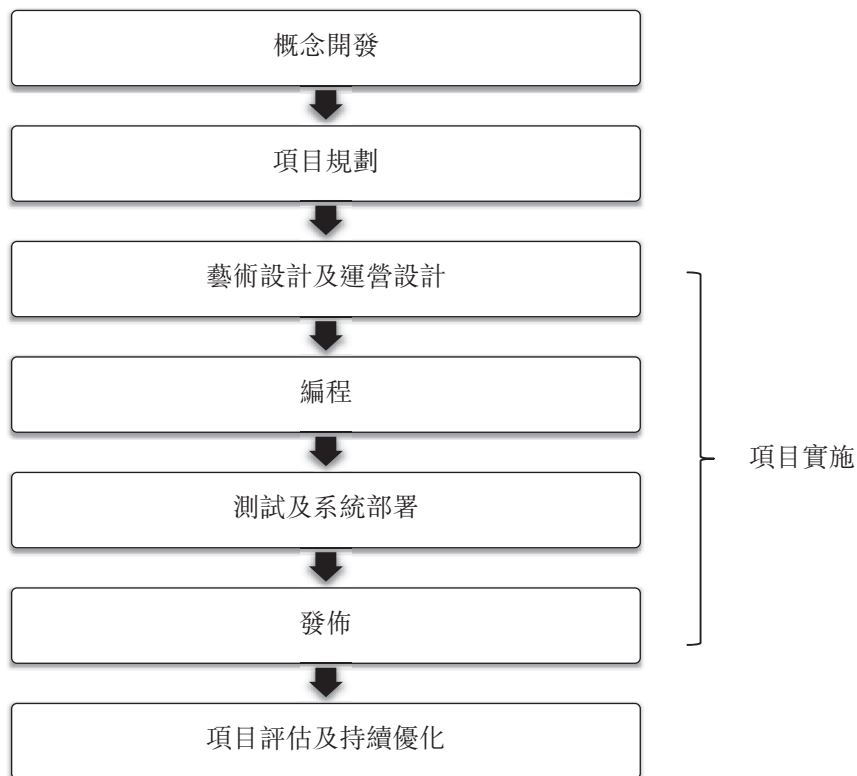 概念開發
項目規劃
藝術設計及運營設計
編程
測試及系統部署
發佈
項目實施
項目評估及持續優化